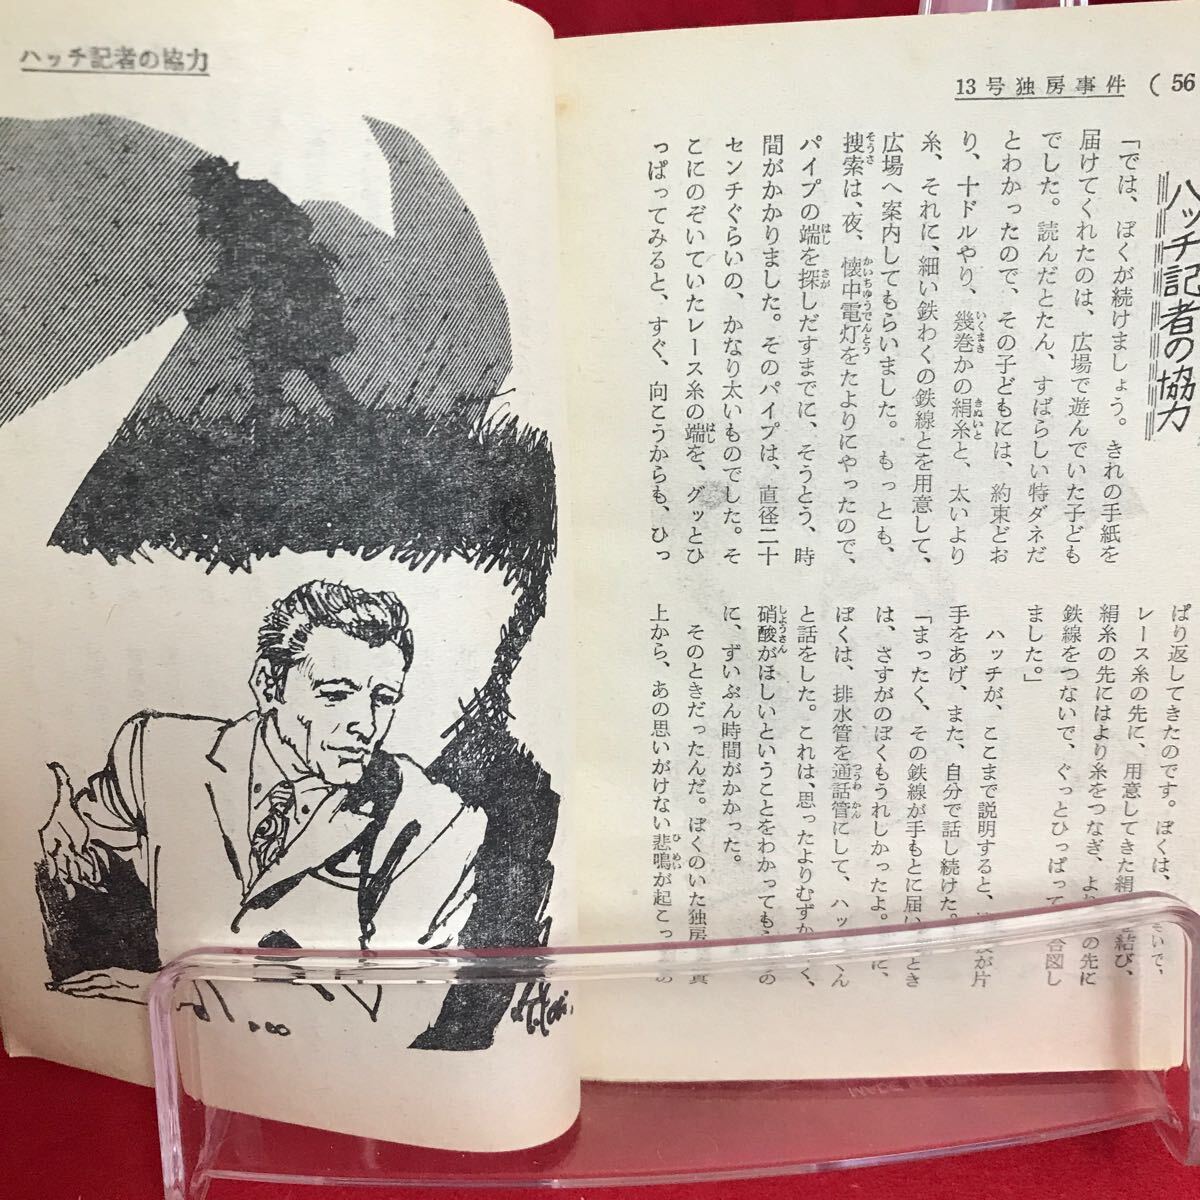 ハッチ記者の協力
13号独房事件 (56
ハッチ記者の協力
「では、ぼくが続けましょう。きれの手紙を
届けてくれたのは、広場で遊んでいた子ども
でした。読んだとたん、すばらしい特ダネだ
とわかったので、その子どもには、約束どお
り、十ドルやり、幾巻かの絹糸と、太いより
糸、それに、細い鉄わくの鉄線とを用意して、
広場へ案内してもらいました。もっとも、
捜索は、夜、懐中電灯をたよりにやったので、
パイプの端を探しだすまでに、そうとう、時
間がかかりました。そのパイプは、直径二十
センチぐらいの、かなり太いものでした。そ
こにのぞいていたレース糸の端を、グッとひ
っぱってみると、すぐ、向こうからも、ひっ
ぱり返してきたのです。ぼくは、いで、
レース糸の先に、用意してきた絹を結び、
絹糸の先にはより糸をつなぎ、よりの先に
鉄線をつないで、ぐっとひっぱって合図し
ました。」
ハッチが、ここまで説明すると、が片
手をあげ、また、自分で話し続けた。
「まったく、その鉄線が手もとに届いとき
は、さすがのぼくもうれしかったよ。に、
ぼくは、排水管を通話管にして、ハッくん
と話をした。これは、思ったよりむずかく、
硝酸がほしいということをわかってもの
に、ずいぶん時間がかかった。
そのときだったんだ。ぼくのいた独房真
上から、あの思いがけない悲鳴が起こっ